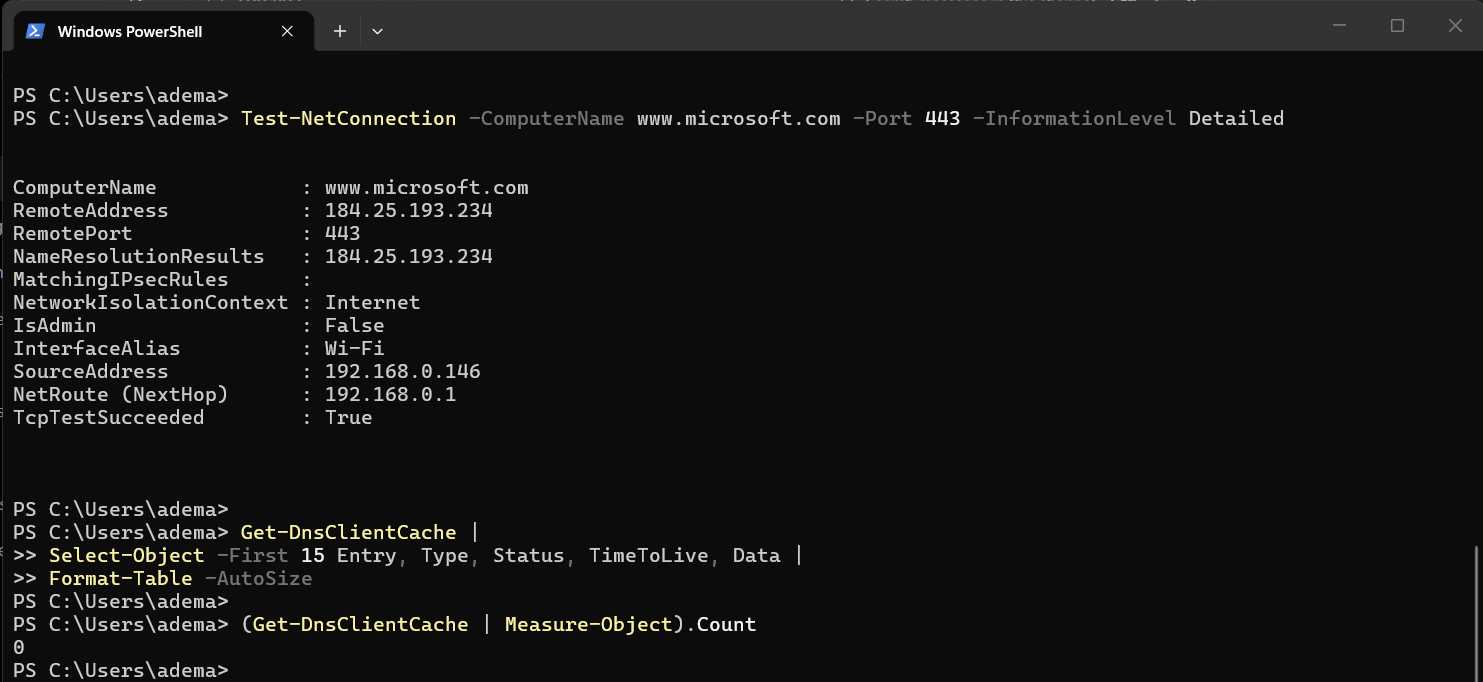 Windows PowerShell
PS C:\Users\adema>
PS C:\Users\adema> Test-NetConnection -ComputerName www.microsoft.com -Port 443 -InformationLevel Detailed
ComputerName            : www.microsoft.com
RemoteAddress           : 184.25.193.234
RemotePort              : 443
NameResolutionResults   : 184.25.193.234
MatchingIPsecRules      :
NetworkIsolationContext : Internet
IsAdmin                 : False
InterfaceAlias          : Wi-Fi
SourceAddress           : 192.168.0.146
NetRoute (NextHop)      : 192.168.0.1
TcpTestSucceeded        : True
PS C:\Users\adema>
PS C:\Users\adema> Get-DnsClientCache |
>> Select-Object -First 15 Entry, Type, Status, TimeToLive, Data |
>> Format-Table -AutoSize
PS C:\Users\adema>
PS C:\Users\adema> (Get-DnsClientCache | Measure-Object).Count
0
PS C:\Users\adema>